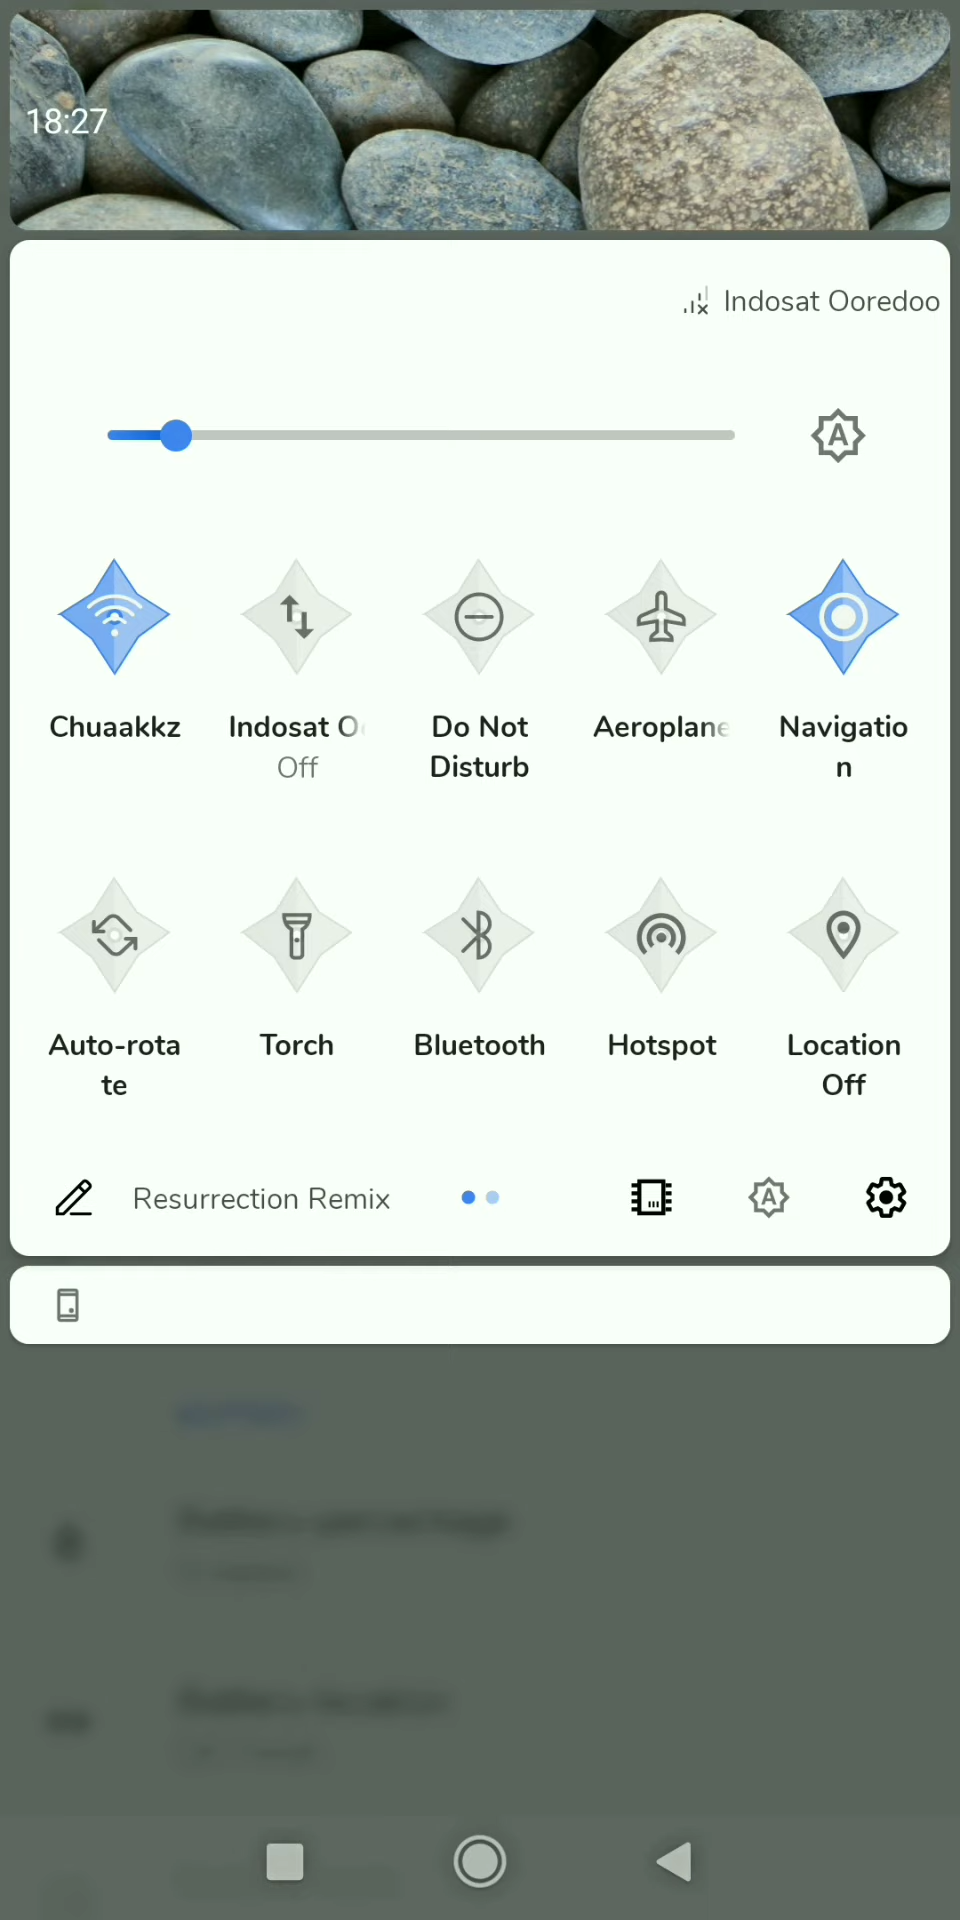 18:27
Indosat Ooredoo
Chuaakkz
Indosat O
Off
Do Not
Disturb
Aeroplane
Navigatio
n
Auto-rota
te
Torch
Bluetooth
Hotspot
Location
Off
Resurrection Remix